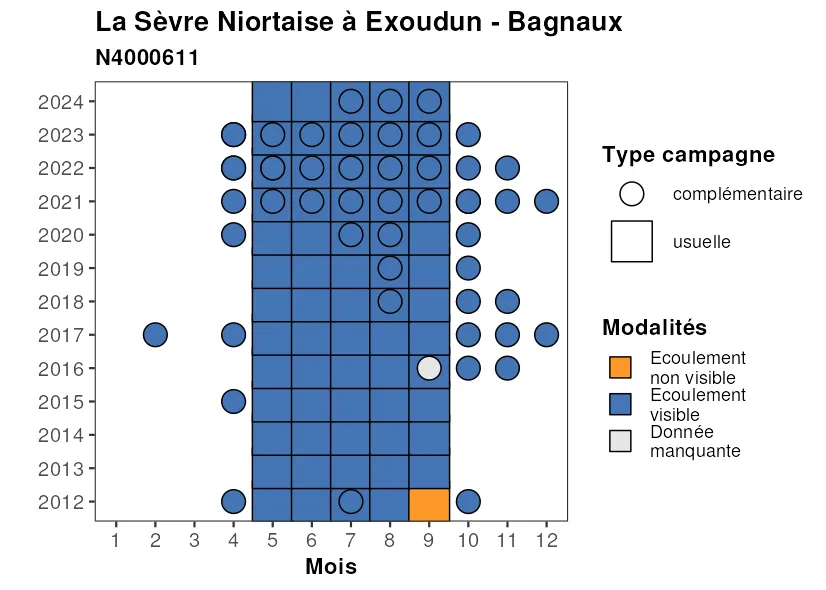 La Sèvre Niortaise à Exoudun - Bagnaux
N4000611
2024
2023
2022
2021
2020
2019
2018
2017
2016
2015
2014
2013
2012
1 2 3 4 5 6 7 8 9 10 11 12
Mois
Type campagne
complémentaire
usuelle
Modalités
Ecoulement
non visible
Ecoulement
visible
Donnée
manquante